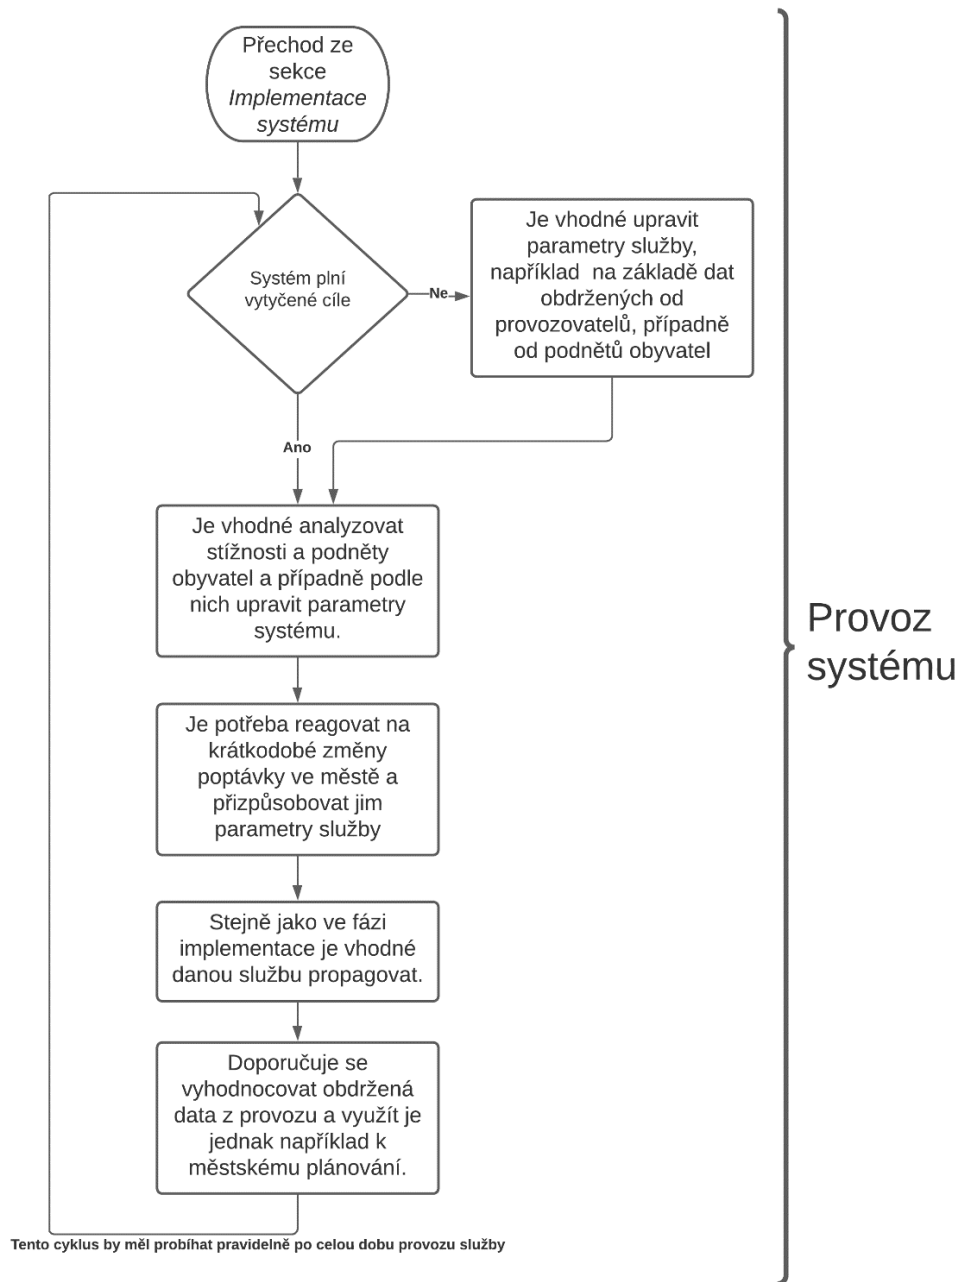 Přechod ze
sekce
Implementace
systému
Systém plní
vytyčené cíle
Ne
Je vhodné upravit
parametry služby,
například  na základě dat
obdržených od
provozovatelů, případně
od podnětů obyvatel
Ano
Je vhodné analyzovat
stížnosti a podněty
obyvatel a případně podle
nich upravit parametry
systému.
Je potřeba reagovat na
krátkodobé změny
poptávky ve městě a
přizpůsobovat jim
parametry služby
Stejně jako ve fázi
implementace je vhodné
danou službu propagovat.
Doporučuje se
vyhodnocovat obdržená
data z provozu a využít je
jednak například k
městskému plánování.
Tento cyklus by měl probíhat pravidelně po celou dobu provozu služby
Provoz
systému